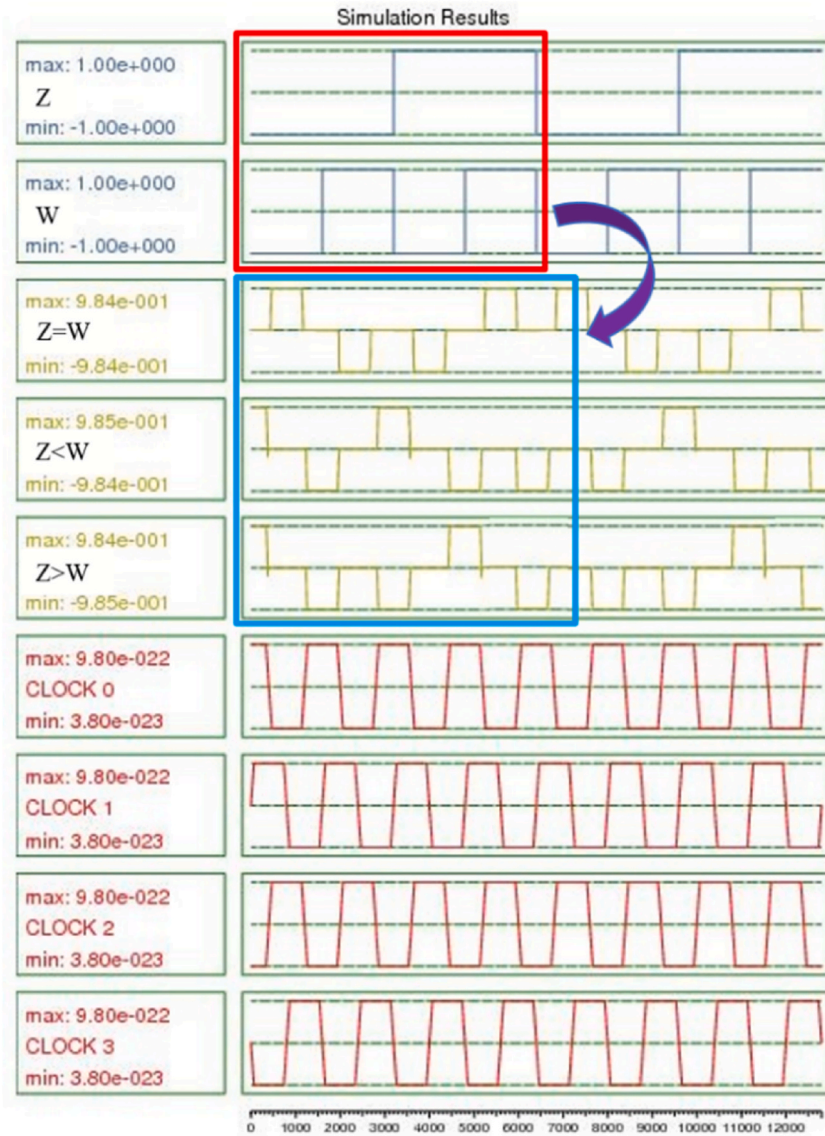 Simulation Results
max: 1.00e+000
Z
min: -1.00e+000
max: 1.00e+000
W
min: -1.00e+000
max: 9.84e-001
Z=W
min: -9.84e-001
max: 9.85e-001
Z<W
min: -9.84e-001
max: 9.84e-001
Z>W
min: -9.85e-001
max: 9.80e-022
CLOCK 0
min: 3.80e-023
max: 9.80e-022
CLOCK 1
min: 3.80e-023
max: 9.80e-022
CLOCK 2
min: 3.80e-023
max: 9.80e-022
CLOCK 3
min: 3.80e-023
0 1000 2000 3000 4000 5000 6000 7000 8000 9000 10000 11000 12000